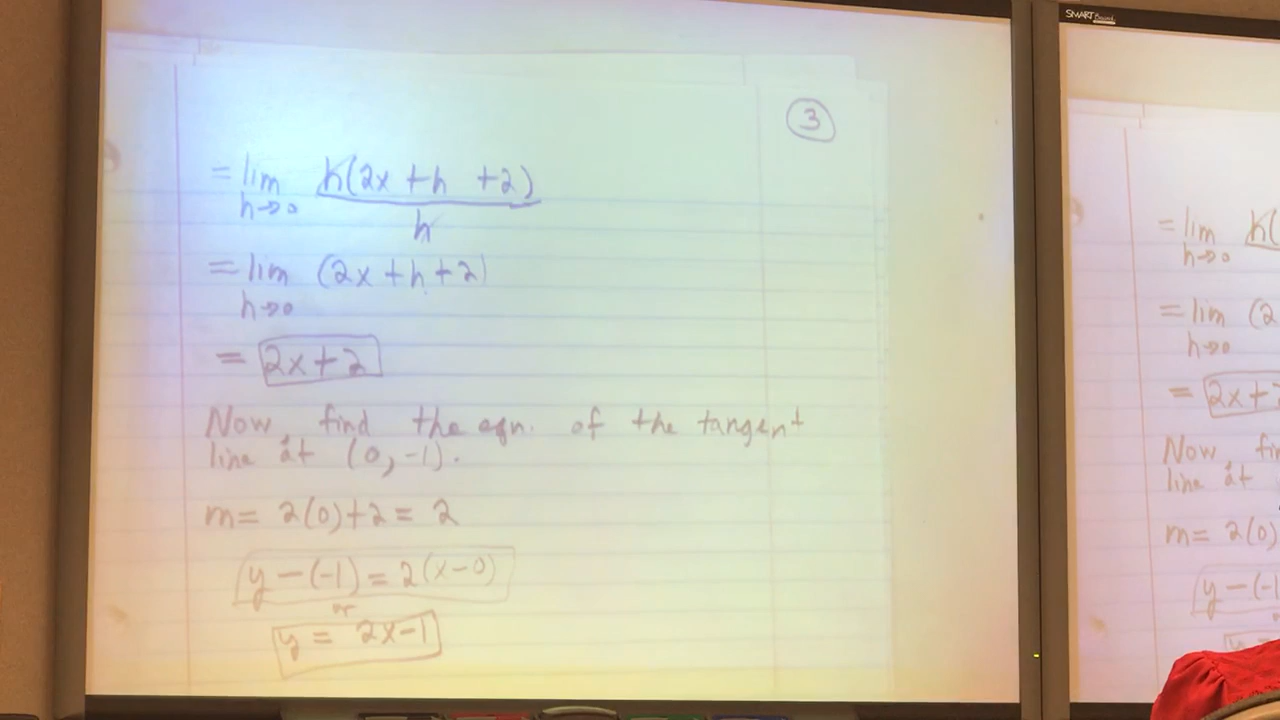 SMART Board
3
= lim h(2x + h + 2)
h→0 h
= lim (2x + h + 2)
h→0
= 2x + 2
Now, find the eqn. of the tangent
line at (0, -1).
m = 2(0) + 2 = 2
y - (-1) = 2(x - 0)
or
y = 2x - 1
= lim h(
h→0
= lim (2
h→0
= 2x +
Now, fin
line at
m = 2(0)
y - (-1